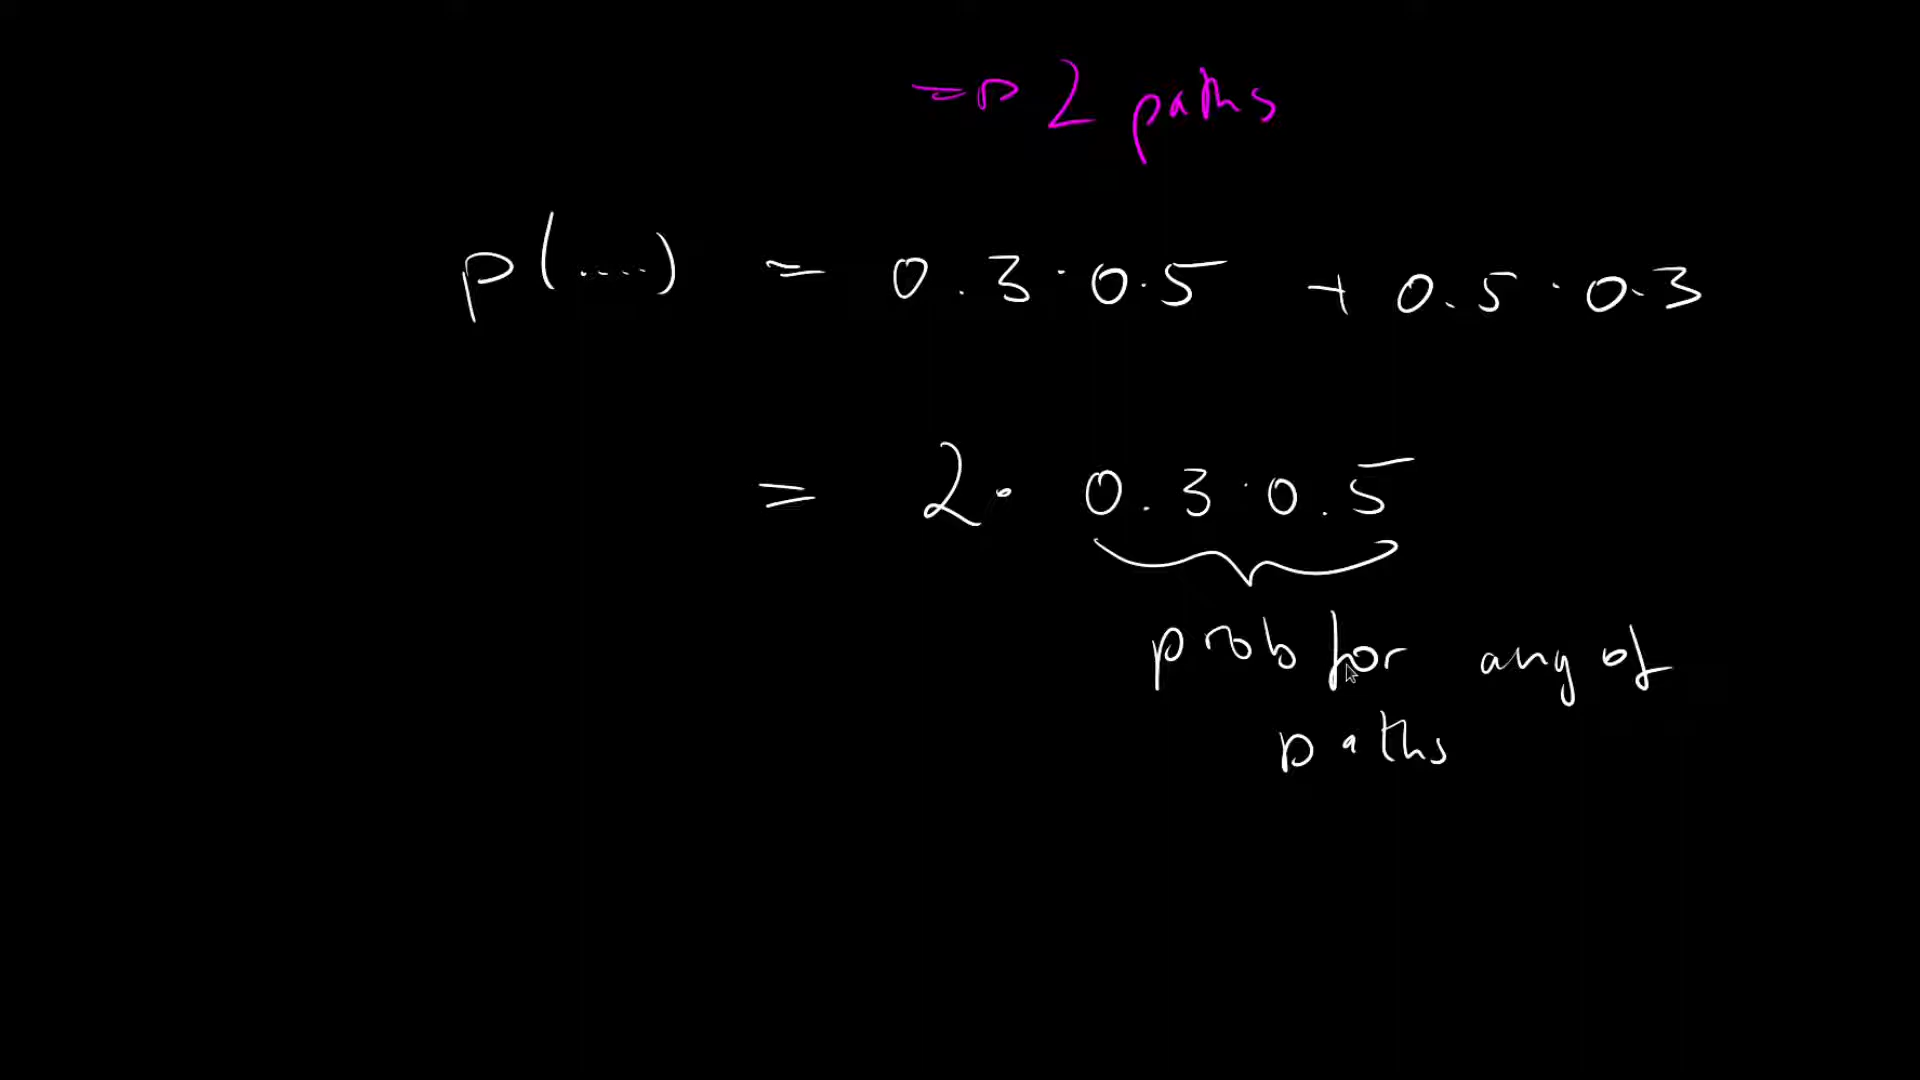 ⇒ 2 paths
p(....) = 0.3 · 0.5 + 0.5 · 0.3
= 2 · 0.3 · 0.5
prob for any of
paths